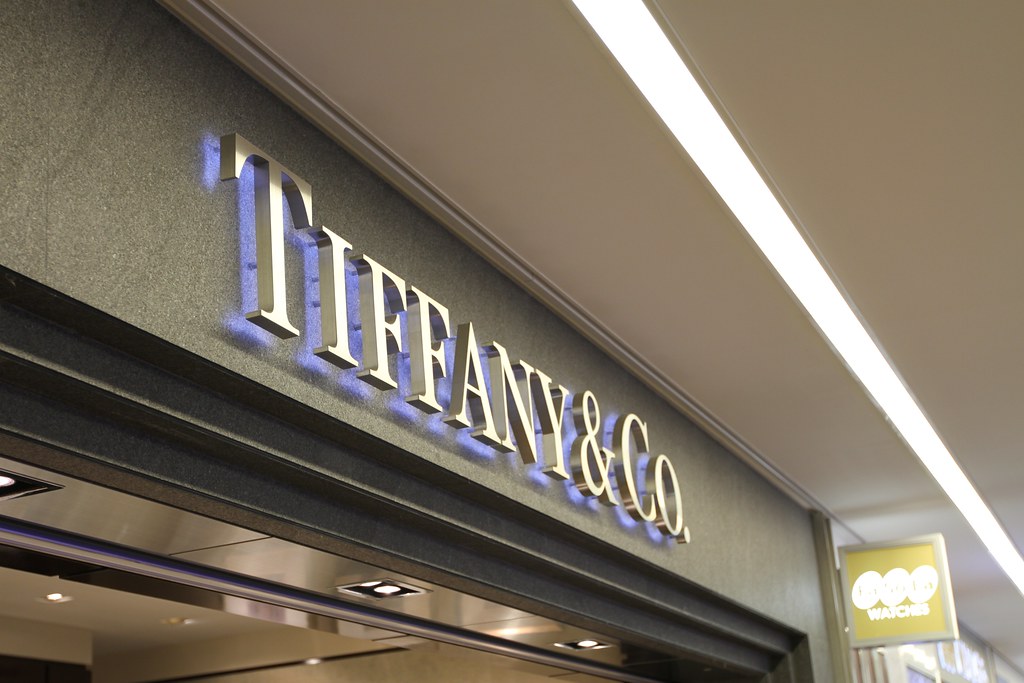 TIFFANY & CO.
WATCHES